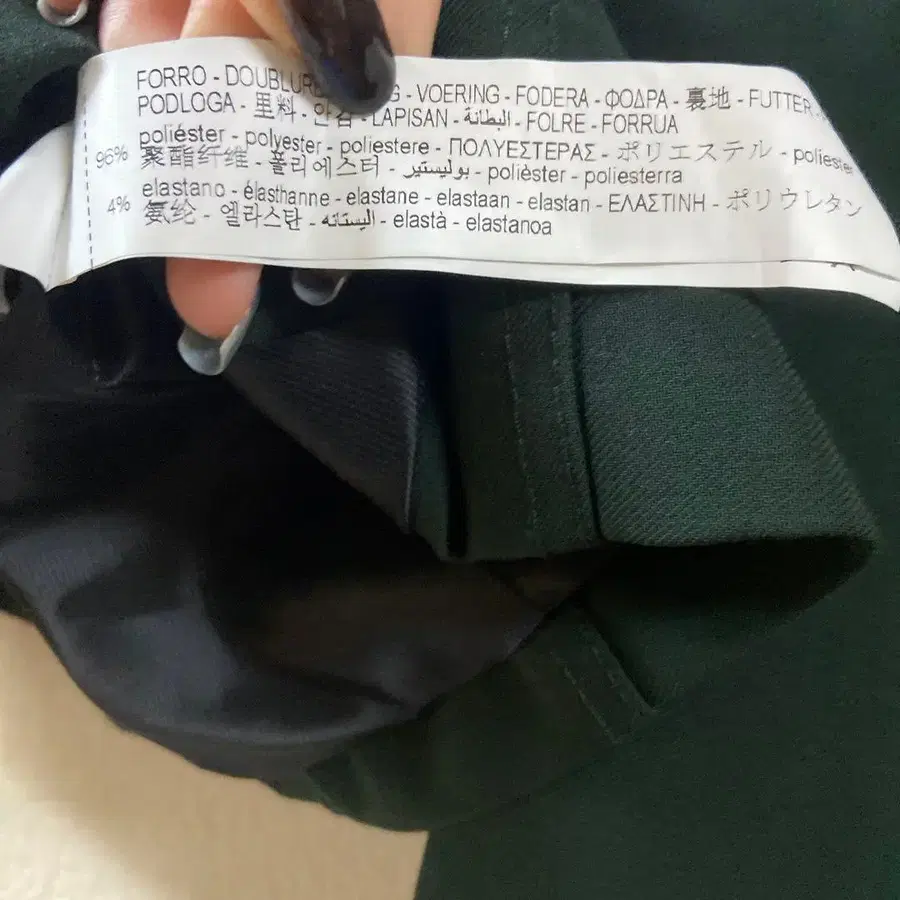 FORRO - DOUBLURE - VOERING - FODERA - ΦΟΔΡΑ - 裏地 - FUTTER -
PODLOGA - 里料 - 안감 - LAPISAN - البطانة - FOLRE - FORRUA
96% poliéster - polyester - poliestere - ΠΟΛΥΕΣΤΕΡΑΣ - ポリエステル - poliester
聚酯纤维 - 폴리에스터 - بوليستير - polièster - poliesterra
4% elastano - élasthanne - elastane - elastaan - elastan - ΕΛΑΣΤΙΝΗ - ポリウレタン
氨纶 - 엘라스탄 - اليستانه - elastà - elastanoa